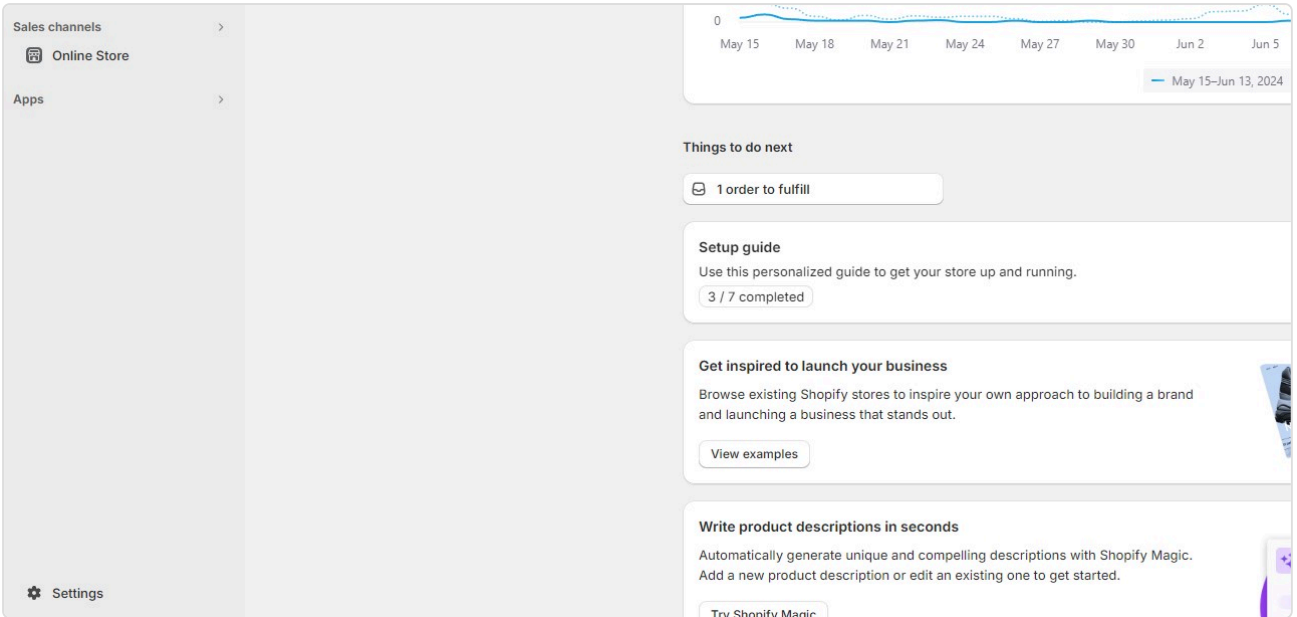 Sales channels
Online Store
Apps
Settings
0
May 15 May 18 May 21 May 24 May 27 May 30 Jun 2 Jun 5
May 15–Jun 13, 2024
Things to do next
1 order to fulfill
Setup guide
Use this personalized guide to get your store up and running.
3 / 7 completed
Get inspired to launch your business
Browse existing Shopify stores to inspire your own approach to building a brand
and launching a business that stands out.
View examples
Write product descriptions in seconds
Automatically generate unique and compelling descriptions with Shopify Magic.
Add a new product description or edit an existing one to get started.
Try Shopify Magic